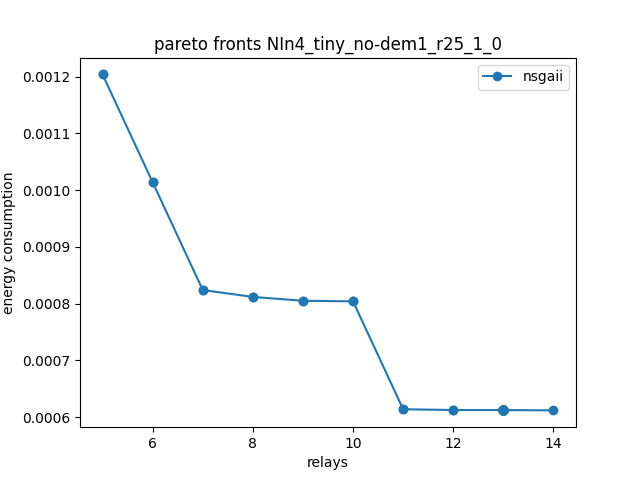 pareto fronts NIn4_tiny_no-dem1_r25_1_0
nsgaii
0.0012
0.0011
0.0010
0.0009
0.0008
0.0007
0.0006
energy consumption
6 8 10 12 14
relays